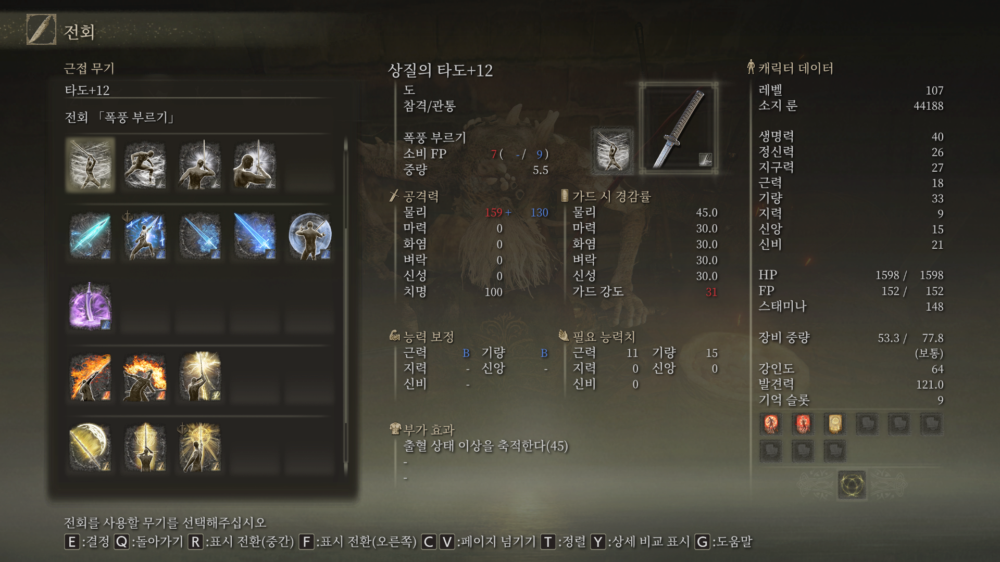 전회
근접 무기
타도+12
전회 「폭풍 부르기」
상질의 타도+12
도
참격/관통
폭풍 부르기
소비 FP 7( -/ 9)
중량 5.5
공격력
물리 159+ 130
마력 0
화염 0
벼락 0
신성 0
치명 100
가드 시 경감률
물리 45.0
마력 30.0
화염 30.0
벼락 30.0
신성 30.0
가드 강도 31
능력 보정
근력 B 기량 B
지력 - 신앙 -
신비 -
필요 능력치
근력 11 기량 15
지력 0 신앙 0
신비 0
부가 효과
출혈 상태 이상을 축적한다(45)
-
-
캐릭터 데이터
레벨 107
소지 룬 44188
생명력 40
정신력 26
지구력 27
근력 18
기량 33
지력 9
신앙 15
신비 21
HP 1598 / 1598
FP 152 / 152
스태미나 148
장비 중량 53.3 / 77.8
(보통)
강인도 64
발견력 121.0
기억 슬롯 9
전회를 사용할 무기를 선택해주십시오
E:결정 Q:돌아가기 R:표시 전환(중간) F:표시 전환(오른쪽) C V:페이지 넘기기 T:정렬 Y:상세 비교 표시 G:도움말